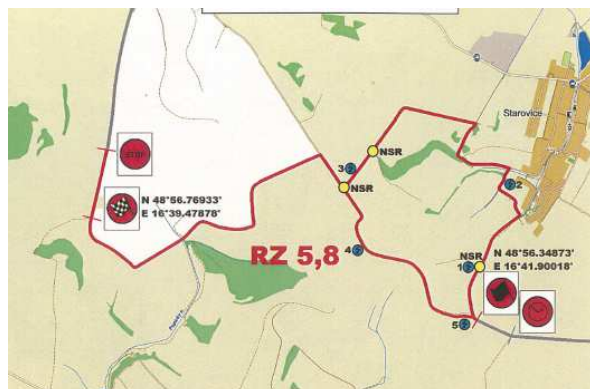 STOP
N 48°56.76933'
E 16°39.47878'
3
NSR
NSR
Starovice
2
4
RZ 5,8
NSR
1
N 48°56.34873'
E 16°41.90018'
5